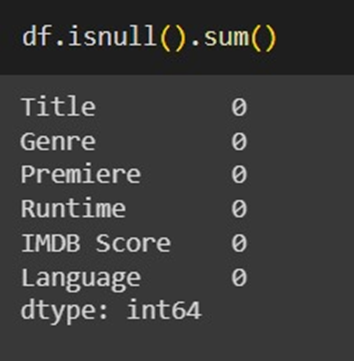 df.isnull().sum()
Title 0
Genre 0
Premiere 0
Runtime 0
IMDB Score 0
Language 0
dtype: int64